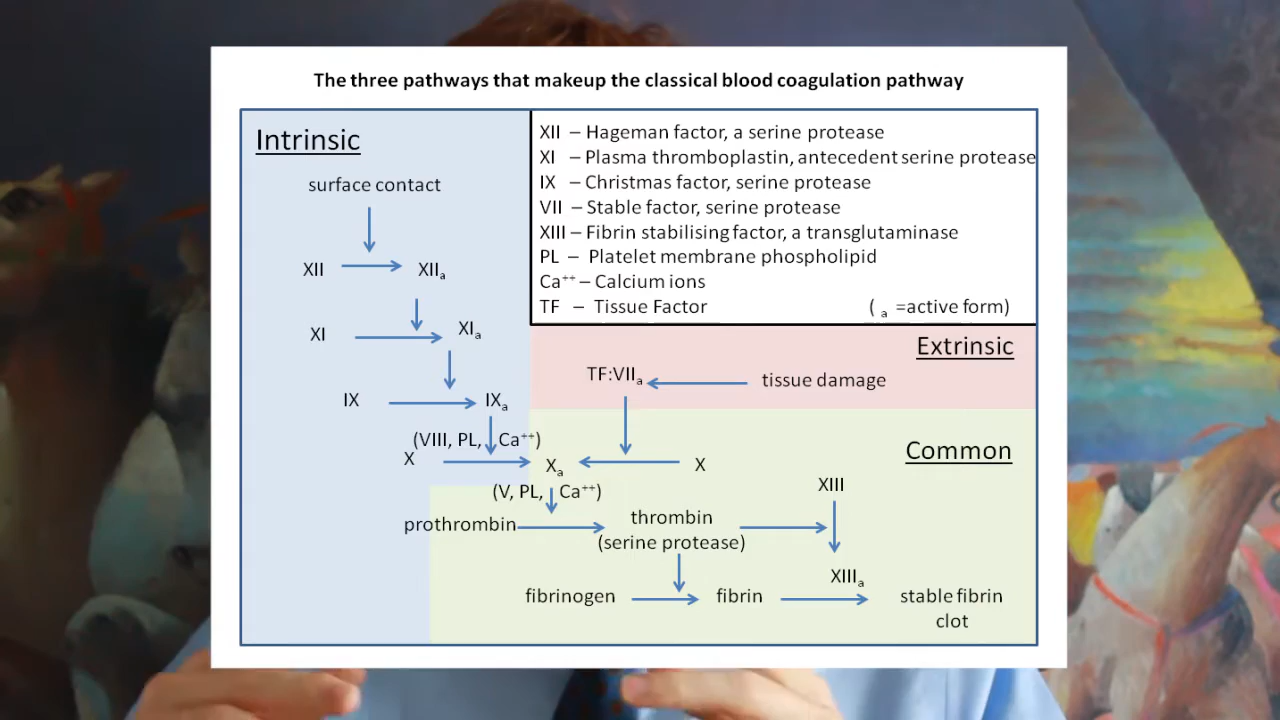 The three pathways that makeup the classical blood coagulation pathway
Intrinsic
surface contact
XII
XIIa
XI
XIa
IX
IXa
(VIII, PL, Ca⁺⁺)
X
XII – Hageman factor, a serine protease
XI – Plasma thromboplastin, antecedent serine protease
IX – Christmas factor, serine protease
VII – Stable factor, serine protease
XIII – Fibrin stabilising factor, a transglutaminase
PL – Platelet membrane phospholipid
Ca⁺⁺ – Calcium ions
TF – Tissue Factor ( a =active form)
Extrinsic
TF:VIIa
tissue damage
Common
Xa
X
(V, PL, Ca⁺⁺)
XIII
prothrombin
thrombin
(serine protease)
XIIIa
fibrinogen
fibrin
stable fibrin
clot